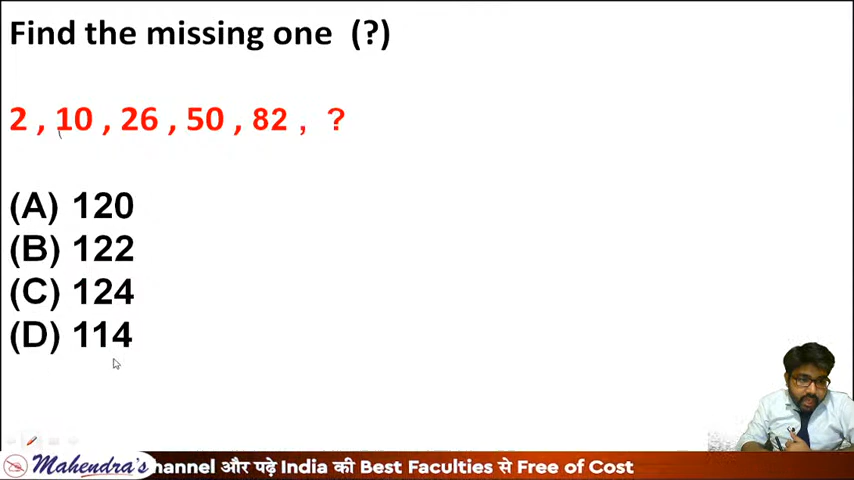 Find the missing one (?)
2 , 10 , 26 , 50 , 82 , ?
(A) 120
(B) 122
(C) 124
(D) 114
Mahendra's hannel और पढ़े India की Best Faculties से Free of Cost